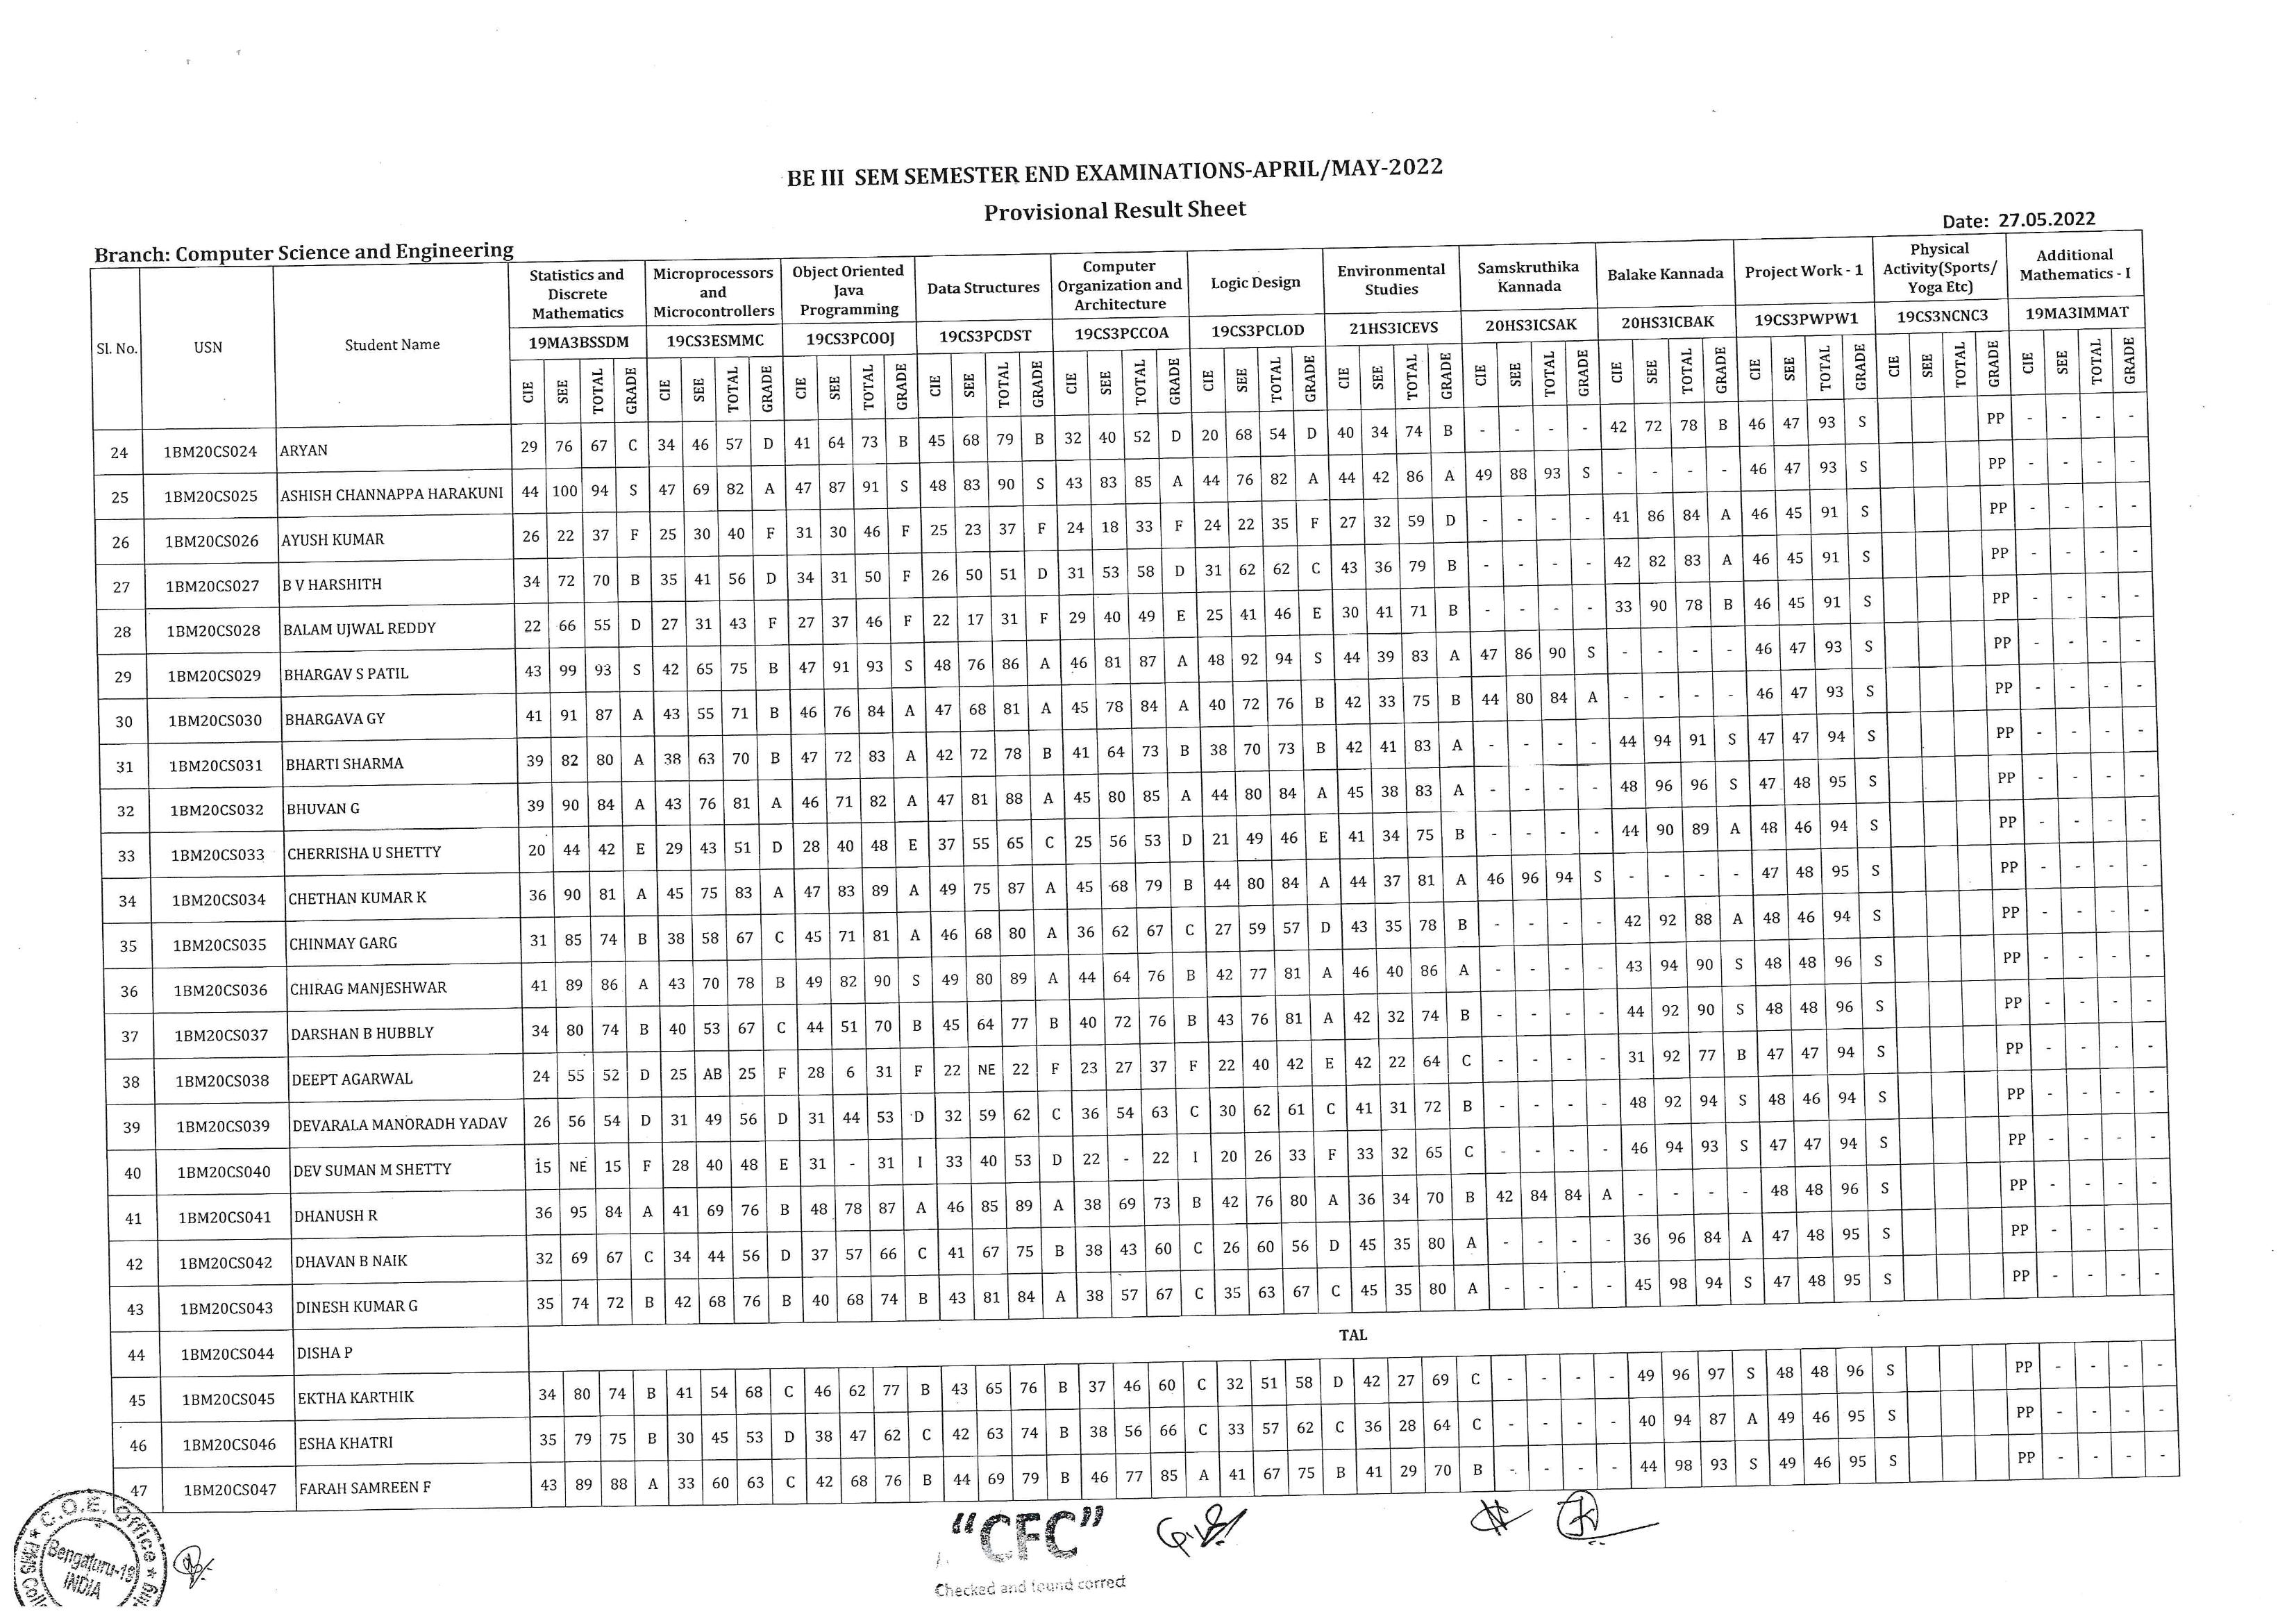 BE III SEM SEMESTER END EXAMINATIONS-APRIL/MAY-2022
Provisional Result Sheet
Date: 27.05.2022
Branch: Computer Science and Engineering
Sl. No. USN Student Name Statistics and Discrete Mathematics Microprocessors and Microcontrollers Object Oriented Java Programming Data Structures Computer Organization and Architecture Logic Design Environmental Studies Samskruthika Kannada Balake Kannada Project Work - 1 Physical Activity(Sports/ Yoga Etc) Additional Mathematics - I
19MA3BSSDM 19CS3ESMMC 19CS3PCOOJ 19CS3PCDST 19CS3PCCOA 19CS3PCLOD 21HS3ICEVS 20HS3ICSAK 20HS3ICBAK 19CS3PWPW1 19CS3NCNC3 19MA3IMMAT
CIE SEE TOTAL GRADE CIE SEE TOTAL GRADE CIE SEE TOTAL GRADE CIE SEE TOTAL GRADE CIE SEE TOTAL GRADE CIE SEE TOTAL GRADE CIE SEE TOTAL GRADE CIE SEE TOTAL GRADE CIE SEE TOTAL GRADE CIE SEE TOTAL GRADE CIE SEE TOTAL GRADE CIE SEE TOTAL GRADE
24 1BM20CS024 ARYAN 29 76 67 C 34 46 57 D 41 64 73 B 45 68 79 B 32 40 52 D 20 68 54 D 40 34 74 B - - - - 42 72 78 B 46 47 93 S PP - - - -
25 1BM20CS025 ASHISH CHANNAPPA HARAKUNI 44 100 94 S 47 69 82 A 47 87 91 S 48 83 90 S 43 83 85 A 44 76 82 A 44 42 86 A 49 88 93 S - - - - 46 47 93 S PP - - - -
26 1BM20CS026 AYUSH KUMAR 26 22 37 F 25 30 40 F 31 30 46 F 25 23 37 F 24 18 33 F 24 22 35 F 27 32 59 D - - - - 41 86 84 A 46 45 91 S PP - - - -
27 1BM20CS027 B V HARSHITH 34 72 70 B 35 41 56 D 34 31 50 F 26 50 51 D 31 53 58 D 31 62 62 C 43 36 79 B - - - - 42 82 83 A 46 45 91 S PP - - - -
28 1BM20CS028 BALAM UJWAL REDDY 22 66 55 D 27 31 43 F 27 37 46 F 22 17 31 F 29 40 49 E 25 41 46 E 30 41 71 B - - - - 33 90 78 B 46 45 91 S PP - - - -
29 1BM20CS029 BHARGAV S PATIL 43 99 93 S 42 65 75 B 47 91 93 S 48 76 86 A 46 81 87 A 48 92 94 S 44 39 83 A 47 86 90 S - - - - 46 47 93 S PP - - - -
30 1BM20CS030 BHARGAVA GY 41 91 87 A 43 55 71 B 46 76 84 A 47 68 81 A 45 78 84 A 40 72 76 B 42 33 75 B 44 80 84 A - - - - 46 47 93 S PP - - - -
31 1BM20CS031 BHARTI SHARMA 39 82 80 A 38 63 70 B 47 72 83 A 42 72 78 B 41 64 73 B 38 70 73 B 42 41 83 A - - - - 44 94 91 S 47 47 94 S PP - - - -
32 1BM20CS032 BHUVAN G 39 90 84 A 43 76 81 A 46 71 82 A 47 81 88 A 45 80 85 A 44 80 84 A 45 38 83 A - - - - 48 96 96 S 47 48 95 S PP - - - -
33 1BM20CS033 CHERRISHA U SHETTY 20 44 42 E 29 43 51 D 28 40 48 E 37 55 65 C 25 56 53 D 21 49 46 E 41 34 75 B - - - - 44 90 89 A 48 46 94 S PP - - - -
34 1BM20CS034 CHETHAN KUMAR K 36 90 81 A 45 75 83 A 47 83 89 A 49 75 87 A 45 68 79 B 44 80 84 A 44 37 81 A 46 96 94 S - - - - 47 48 95 S PP - - - -
35 1BM20CS035 CHINMAY GARG 31 85 74 B 38 58 67 C 45 71 81 A 46 68 80 A 36 62 67 C 27 59 57 D 43 35 78 B - - - - 42 92 88 A 48 46 94 S PP - - - -
36 1BM20CS036 CHIRAG MANJESHWAR 41 89 86 A 43 70 78 B 49 82 90 S 49 80 89 A 44 64 76 B 42 77 81 A 46 40 86 A - - - - 43 94 90 S 48 48 96 S PP - - - -
37 1BM20CS037 DARSHAN B HUBBLY 34 80 74 B 40 53 67 C 44 51 70 B 45 64 77 B 40 72 76 B 43 76 81 A 42 32 74 B - - - - 44 92 90 S 48 48 96 S PP - - - -
38 1BM20CS038 DEEPT AGARWAL 24 55 52 D 25 AB 25 F 28 6 31 F 22 NE 22 F 23 27 37 F 22 40 42 E 42 22 64 C - - - - 31 92 77 B 47 47 94 S PP - - - -
39 1BM20CS039 DEVARALA MANORADH YADAV 26 56 54 D 31 49 56 D 31 44 53 D 32 59 62 C 36 54 63 C 30 62 61 C 41 31 72 B - - - - 48 92 94 S 48 46 94 S PP - - - -
40 1BM20CS040 DEV SUMAN M SHETTY 15 NE 15 F 28 40 48 E 31 - 31 I 33 40 53 D 22 - 22 I 20 26 33 F 33 32 65 C - - - - 46 94 93 S 47 47 94 S PP - - - -
41 1BM20CS041 DHANUSH R 36 95 84 A 41 69 76 B 48 78 87 A 46 85 89 A 38 69 73 B 42 76 80 A 36 34 70 B 42 84 84 A - - - - 48 48 96 S PP - - - -
42 1BM20CS042 DHAVAN B NAIK 32 69 67 C 34 44 56 D 37 57 66 C 41 67 75 B 38 43 60 C 26 60 56 D 45 35 80 A - - - - 36 96 84 A 47 48 95 S PP - - - -
43 1BM20CS043 DINESH KUMAR G 35 74 72 B 42 68 76 B 40 68 74 B 43 81 84 A 38 57 67 C 35 63 67 C 45 35 80 A - - - - 45 98 94 S 47 48 95 S PP - - - -
44 1BM20CS044 DISHA P TAL
45 1BM20CS045 EKTHA KARTHIK 34 80 74 B 41 54 68 C 46 62 77 B 43 65 76 B 37 46 60 C 32 51 58 D 42 27 69 C - - - - 49 96 97 S 48 48 96 S PP - - - -
46 1BM20CS046 ESHA KHATRI 35 79 75 B 30 45 53 D 38 47 62 C 42 63 74 B 38 56 66 C 33 57 62 C 36 28 64 C - - - - 40 94 87 A 49 46 95 S PP - - - -
47 1BM20CS047 FARAH SAMREEN F 43 89 88 A 33 60 63 C 42 68 76 B 44 69 79 B 46 77 85 A 41 67 75 B 41 29 70 B - - - - 44 98 93 S 49 46 95 S PP - - - -
C.O.E. Office
Bengaluru-19
INDIA
"CFC"
Checked and found correct